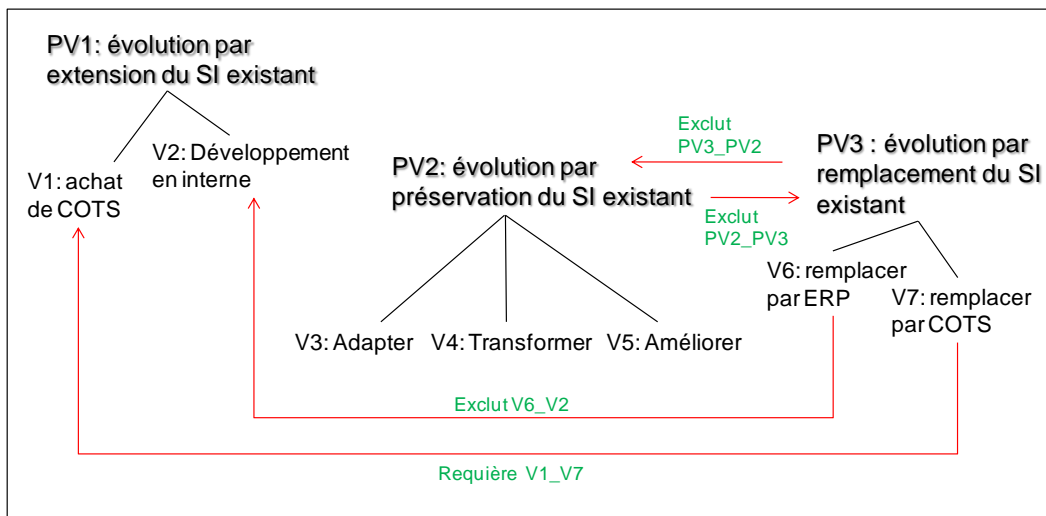 PV1: évolution par
extension du SI existant
V1: achat
de COTS
V2: Développement
en interne
PV2: évolution par
préservation du SI existant
Exclut
PV3_PV2
Exclut
PV2_PV3
PV3 : évolution par
remplacement du SI
existant
V6: remplacer
par ERP
V7: remplacer
par COTS
V3: Adapter
V4: Transformer
V5: Améliorer
Exclut V6_V2
Requière V1_V7